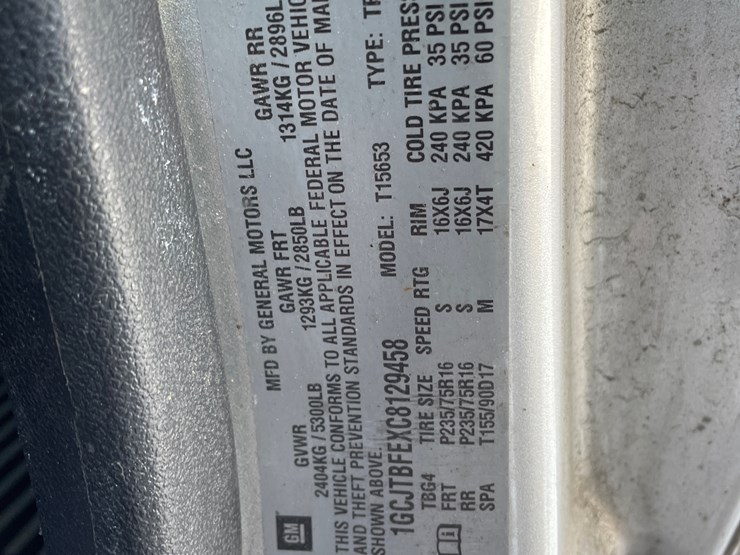 GM
MFD BY GENERAL MOTORS LLC
GVWR GAWR FRT GAWR RR
2404KG / 5300LB 1293KG / 2850LB 1314KG / 2896L
THIS VEHICLE CONFORMS TO ALL APPLICABLE FEDERAL MOTOR VEHIC
AND THEFT PREVENTION STANDARDS IN EFFECT ON THE DATE OF MA
SHOWN ABOVE.
1GCJTBFEXC8129458 MODEL: T15653 TYPE: TR
TBG4 TIRE SIZE SPEED RTG RIM COLD TIRE PRES
FRT P235/75R16 S 16X6J 240 KPA 35 PSI
RR P235/75R16 S 16X6J 240 KPA 35 PSI
SPA T155/90D17 M 17X4T 420 KPA 60 PSI